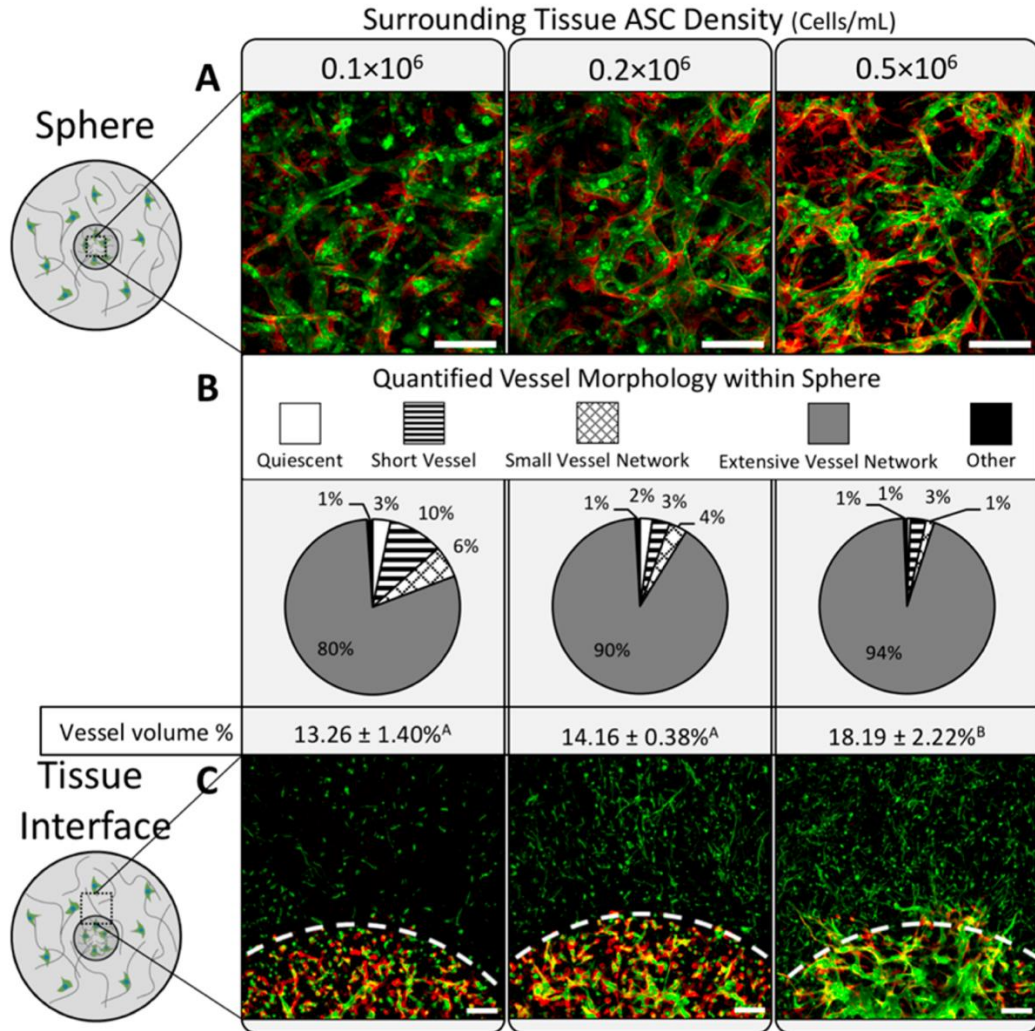 Surrounding Tissue ASC Density (Cells/mL)
A
0.1×10⁶ 0.2×10⁶ 0.5×10⁶
Sphere
B
Quantified Vessel Morphology within Sphere
Quiescent Short Vessel Small Vessel Network Extensive Vessel Network Other
1% 3% 10% 6% 80%
1% 2% 3% 4% 90%
1% 1% 3% 1% 94%
Vessel volume % 13.26 ± 1.40%ᴬ 14.16 ± 0.38%ᴬ 18.19 ± 2.22%ᴮ
Tissue
Interface
C